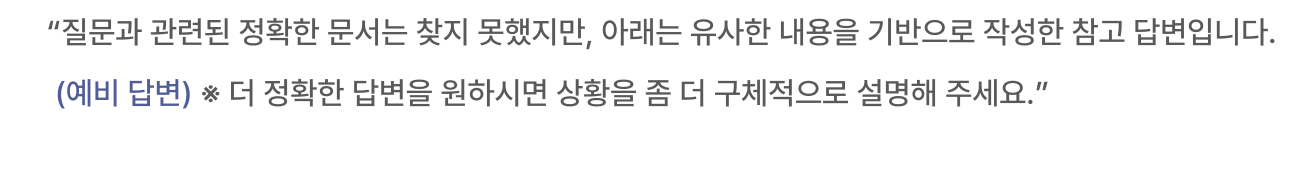 “질문과 관련된 정확한 문서는 찾지 못했지만, 아래는 유사한 내용을 기반으로 작성한 참고 답변입니다.
(예비 답변) ※ 더 정확한 답변을 원하시면 상황을 좀 더 구체적으로 설명해 주세요.”